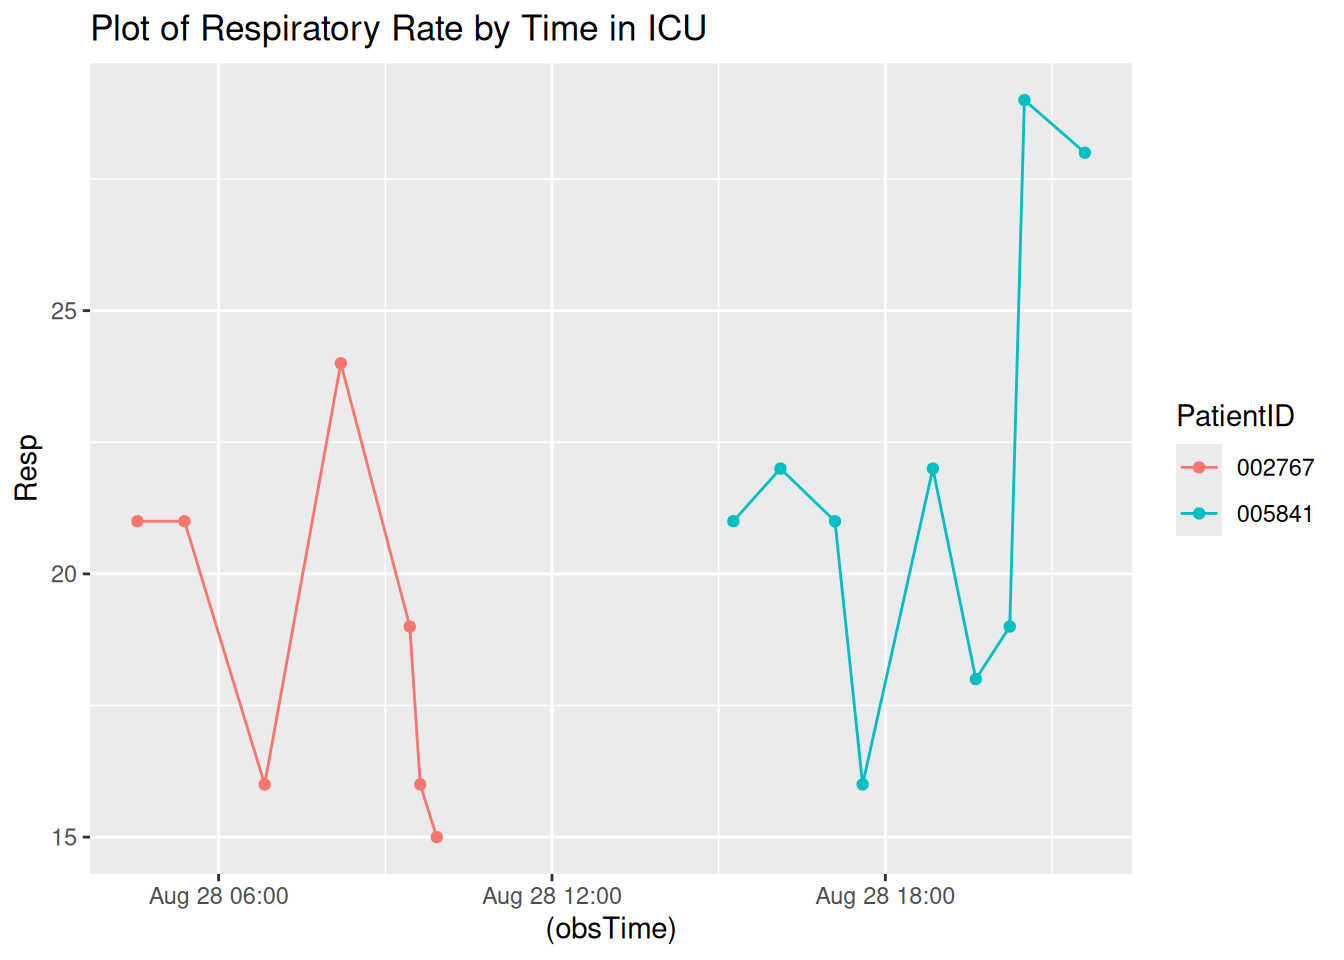 Plot of Respiratory Rate by Time in ICU
Resp
25
20
15
Aug 28 06:00
Aug 28 12:00
Aug 28 18:00
(obsTime)
PatientID
002767
005841